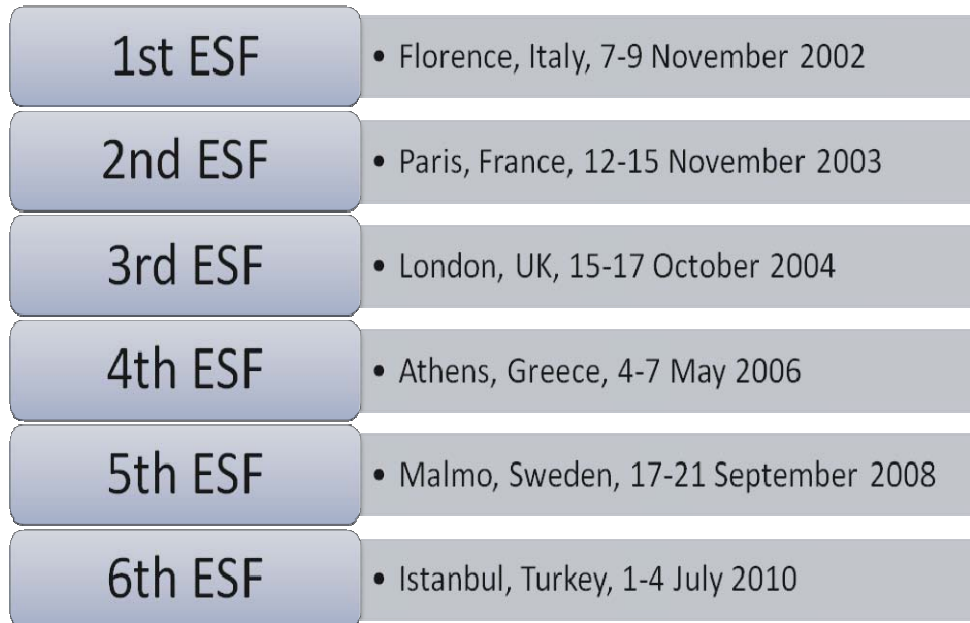 1st ESF
• Florence, Italy, 7-9 November 2002
2nd ESF
• Paris, France, 12-15 November 2003
3rd ESF
• London, UK, 15-17 October 2004
4th ESF
• Athens, Greece, 4-7 May 2006
5th ESF
• Malmo, Sweden, 17-21 September 2008
6th ESF
• Istanbul, Turkey, 1-4 July 2010